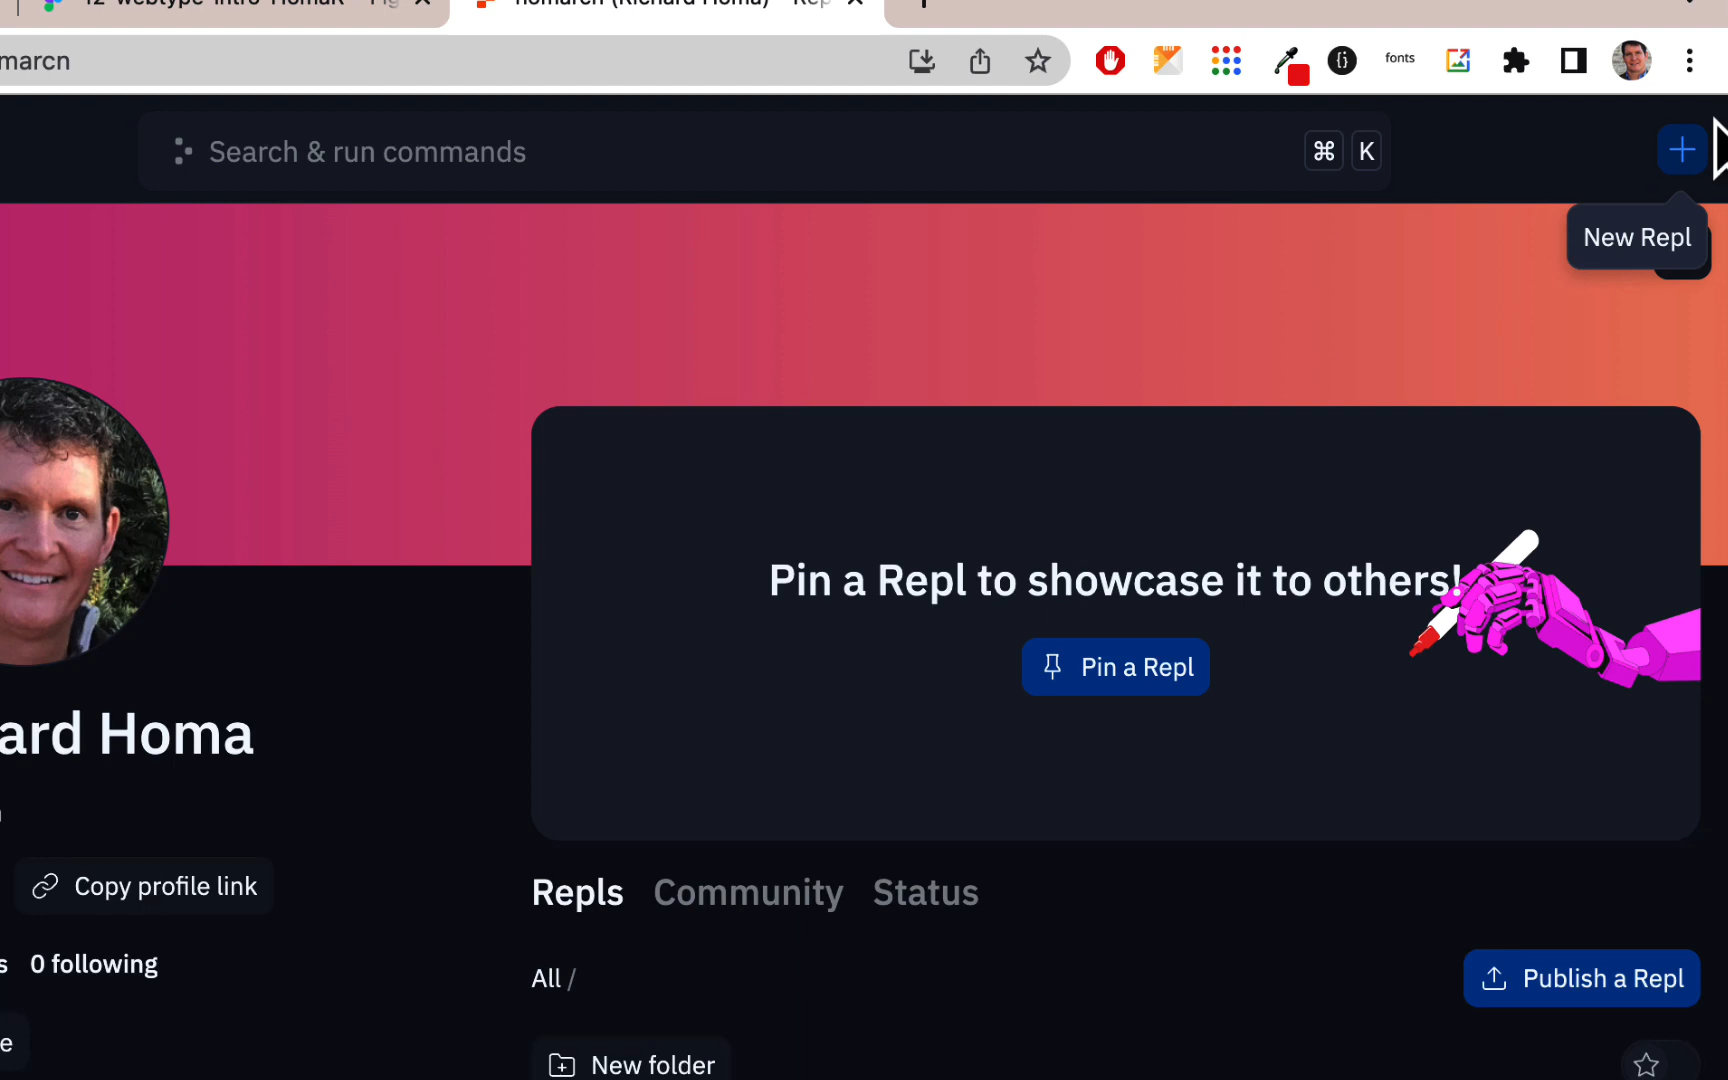 marcn
fonts
Search & run commands
⌘ K
New Repl
Pin a Repl to showcase it to others!
Pin a Repl
ard Homa
Copy profile link
Repls Community Status
s 0 following
All /
Publish a Repl
e
New folder